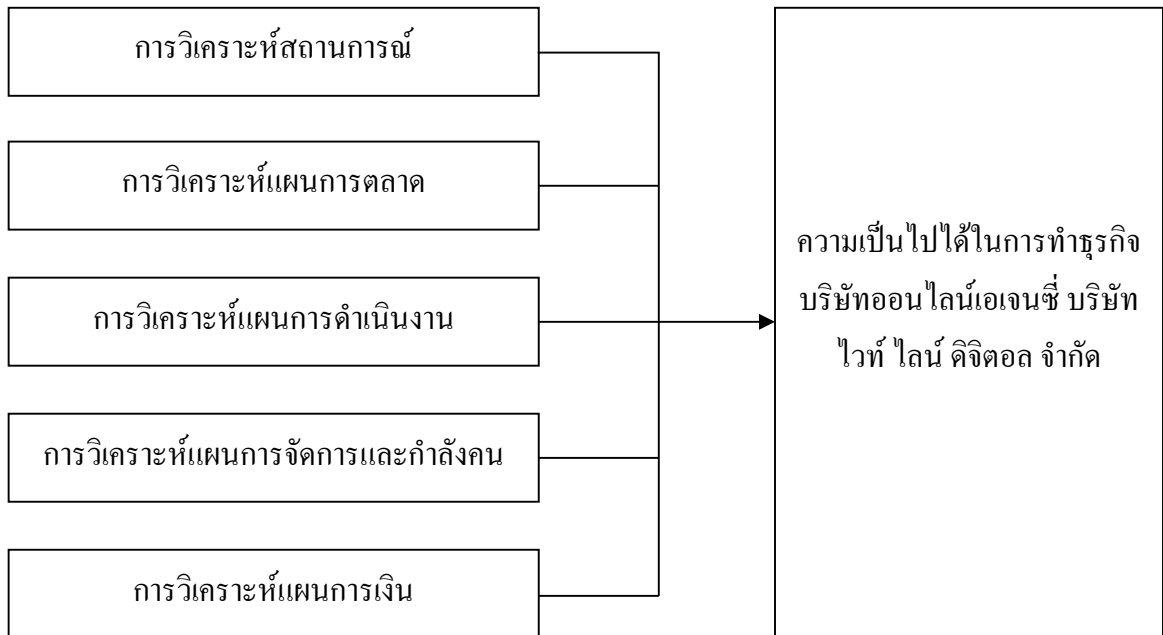 การวิเคราะห์สถานการณ์
การวิเคราะห์แผนการตลาด
การวิเคราะห์แผนการดำเนินงาน
การวิเคราะห์แผนการจัดการและกำลังคน
การวิเคราะห์แผนการเงิน
ความเป็นไปได้ในการทำธุรกิจ
บริษัทออนไลน์เอเจนซี่ บริษัท
ไวท์ ไลน์ ดิจิตอล จำกัด